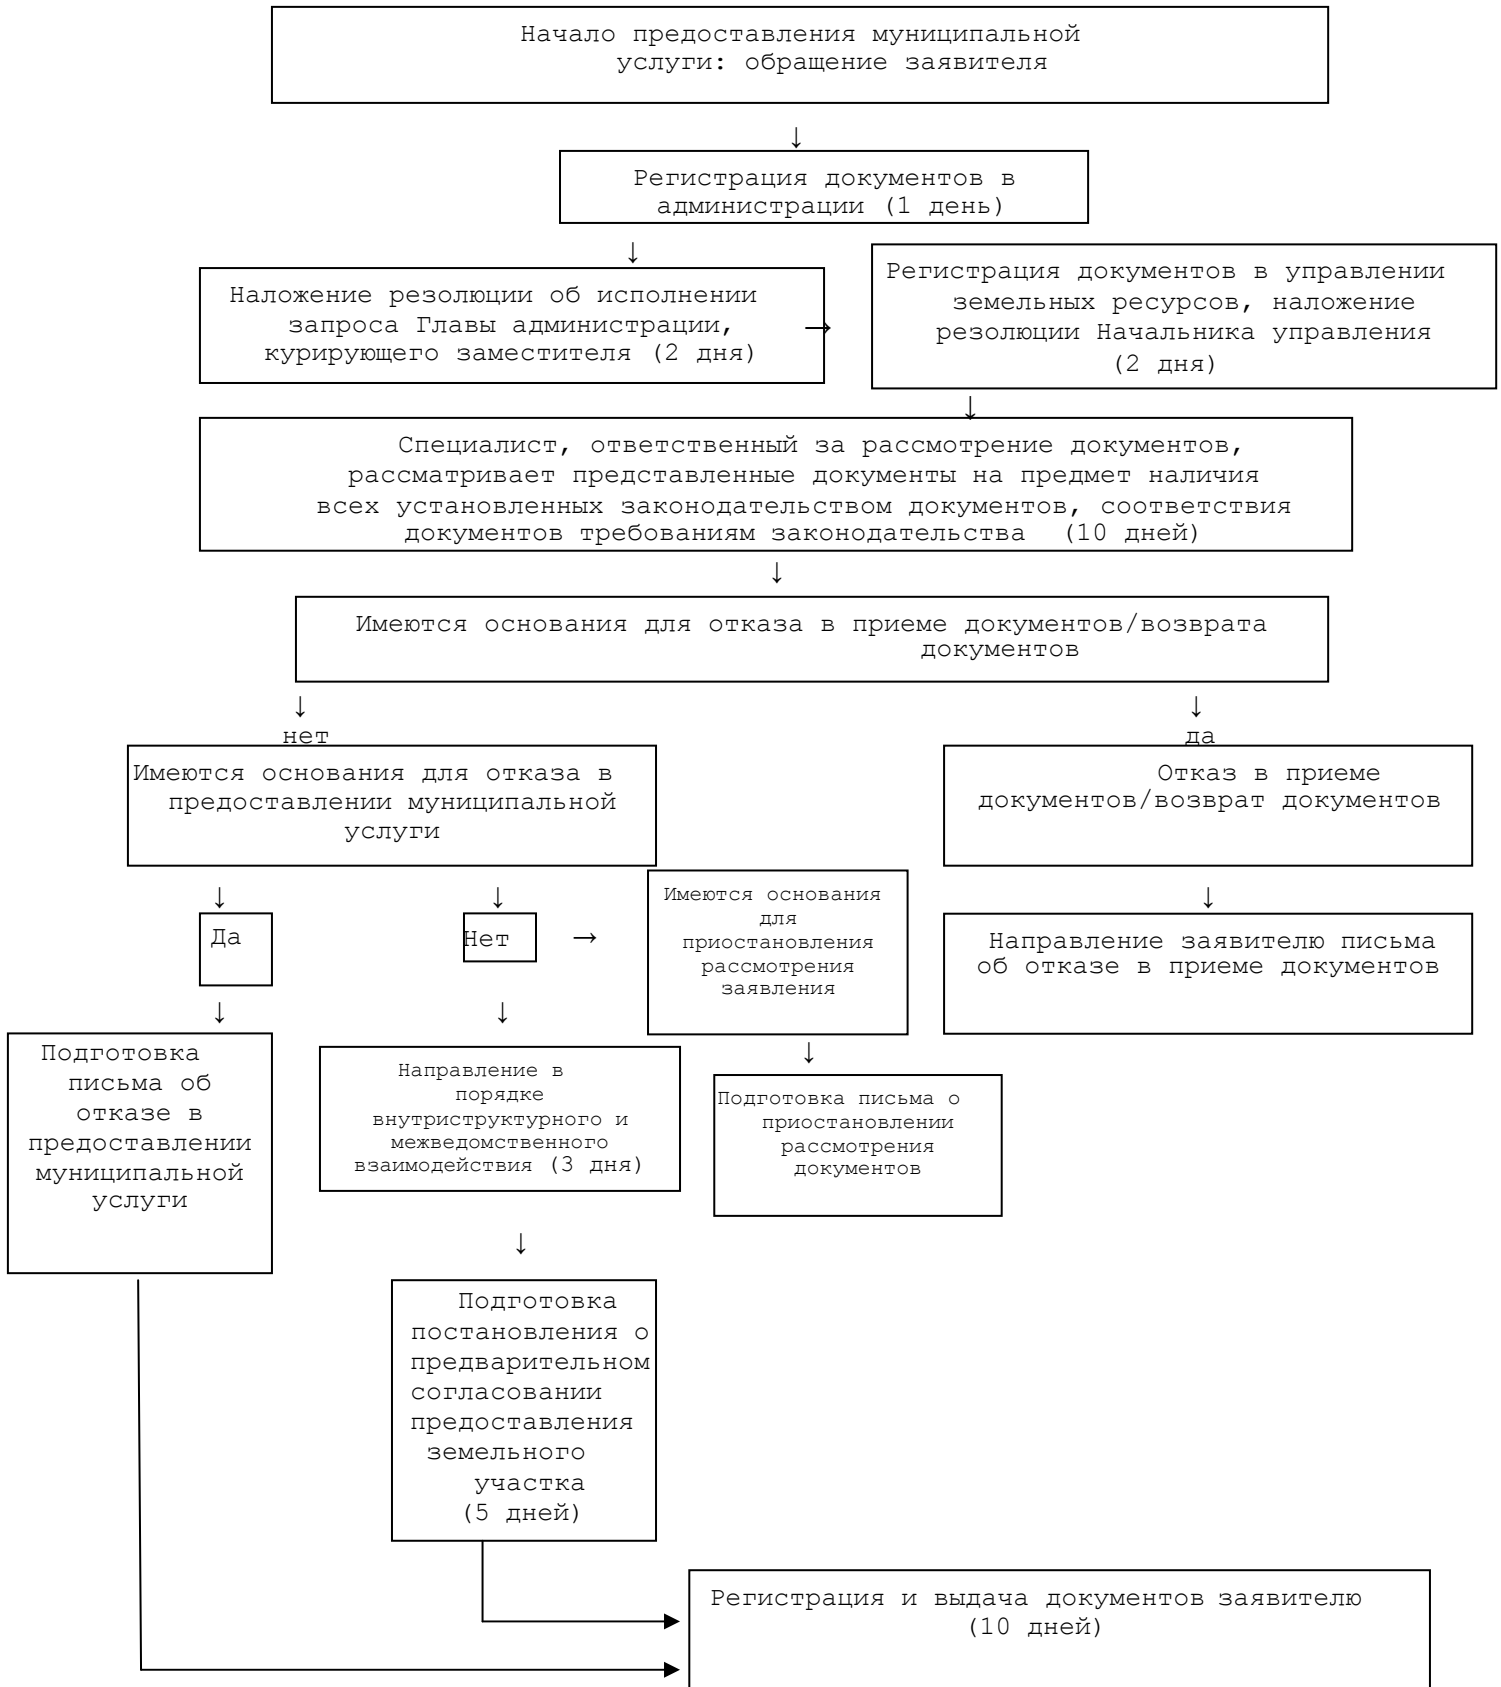 Начало предоставления муниципальной
услуги: обращение заявителя
↓
Регистрация документов в
администрации (1 день)
↓
Наложение резолюции об исполнении
запроса Главы администрации,
курирующего заместителя (2 дня)
→
Регистрация документов в управлении
земельных ресурсов, наложение
резолюции Начальника управления
(2 дня)
↓
Специалист, ответственный за рассмотрение документов,
рассматривает представленные документы на предмет наличия
всех установленных законодательством документов, соответствия
документов требованиям законодательства (10 дней)
↓
Имеются основания для отказа в приеме документов/возврата
документов
↓
нет
↓
да
Имеются основания для отказа в
предоставлении муниципальной
услуги
Отказ в приеме
документов/возврат документов
↓
Да
↓
Нет
→
Имеются основания
для
приостановления
рассмотрения
заявления
↓
Направление заявителю письма
об отказе в приеме документов
↓
Подготовка
письма об
отказе в
предоставлении
муниципальной
услуги
↓
Направление в
порядке
внутриструктурного и
межведомственного
взаимодействия (3 дня)
↓
Подготовка письма о
приостановлении
рассмотрения
документов
↓
Подготовка
постановления о
предварительном
согласовании
предоставления
земельного
участка
(5 дней)
Регистрация и выдача документов заявителю
(10 дней)